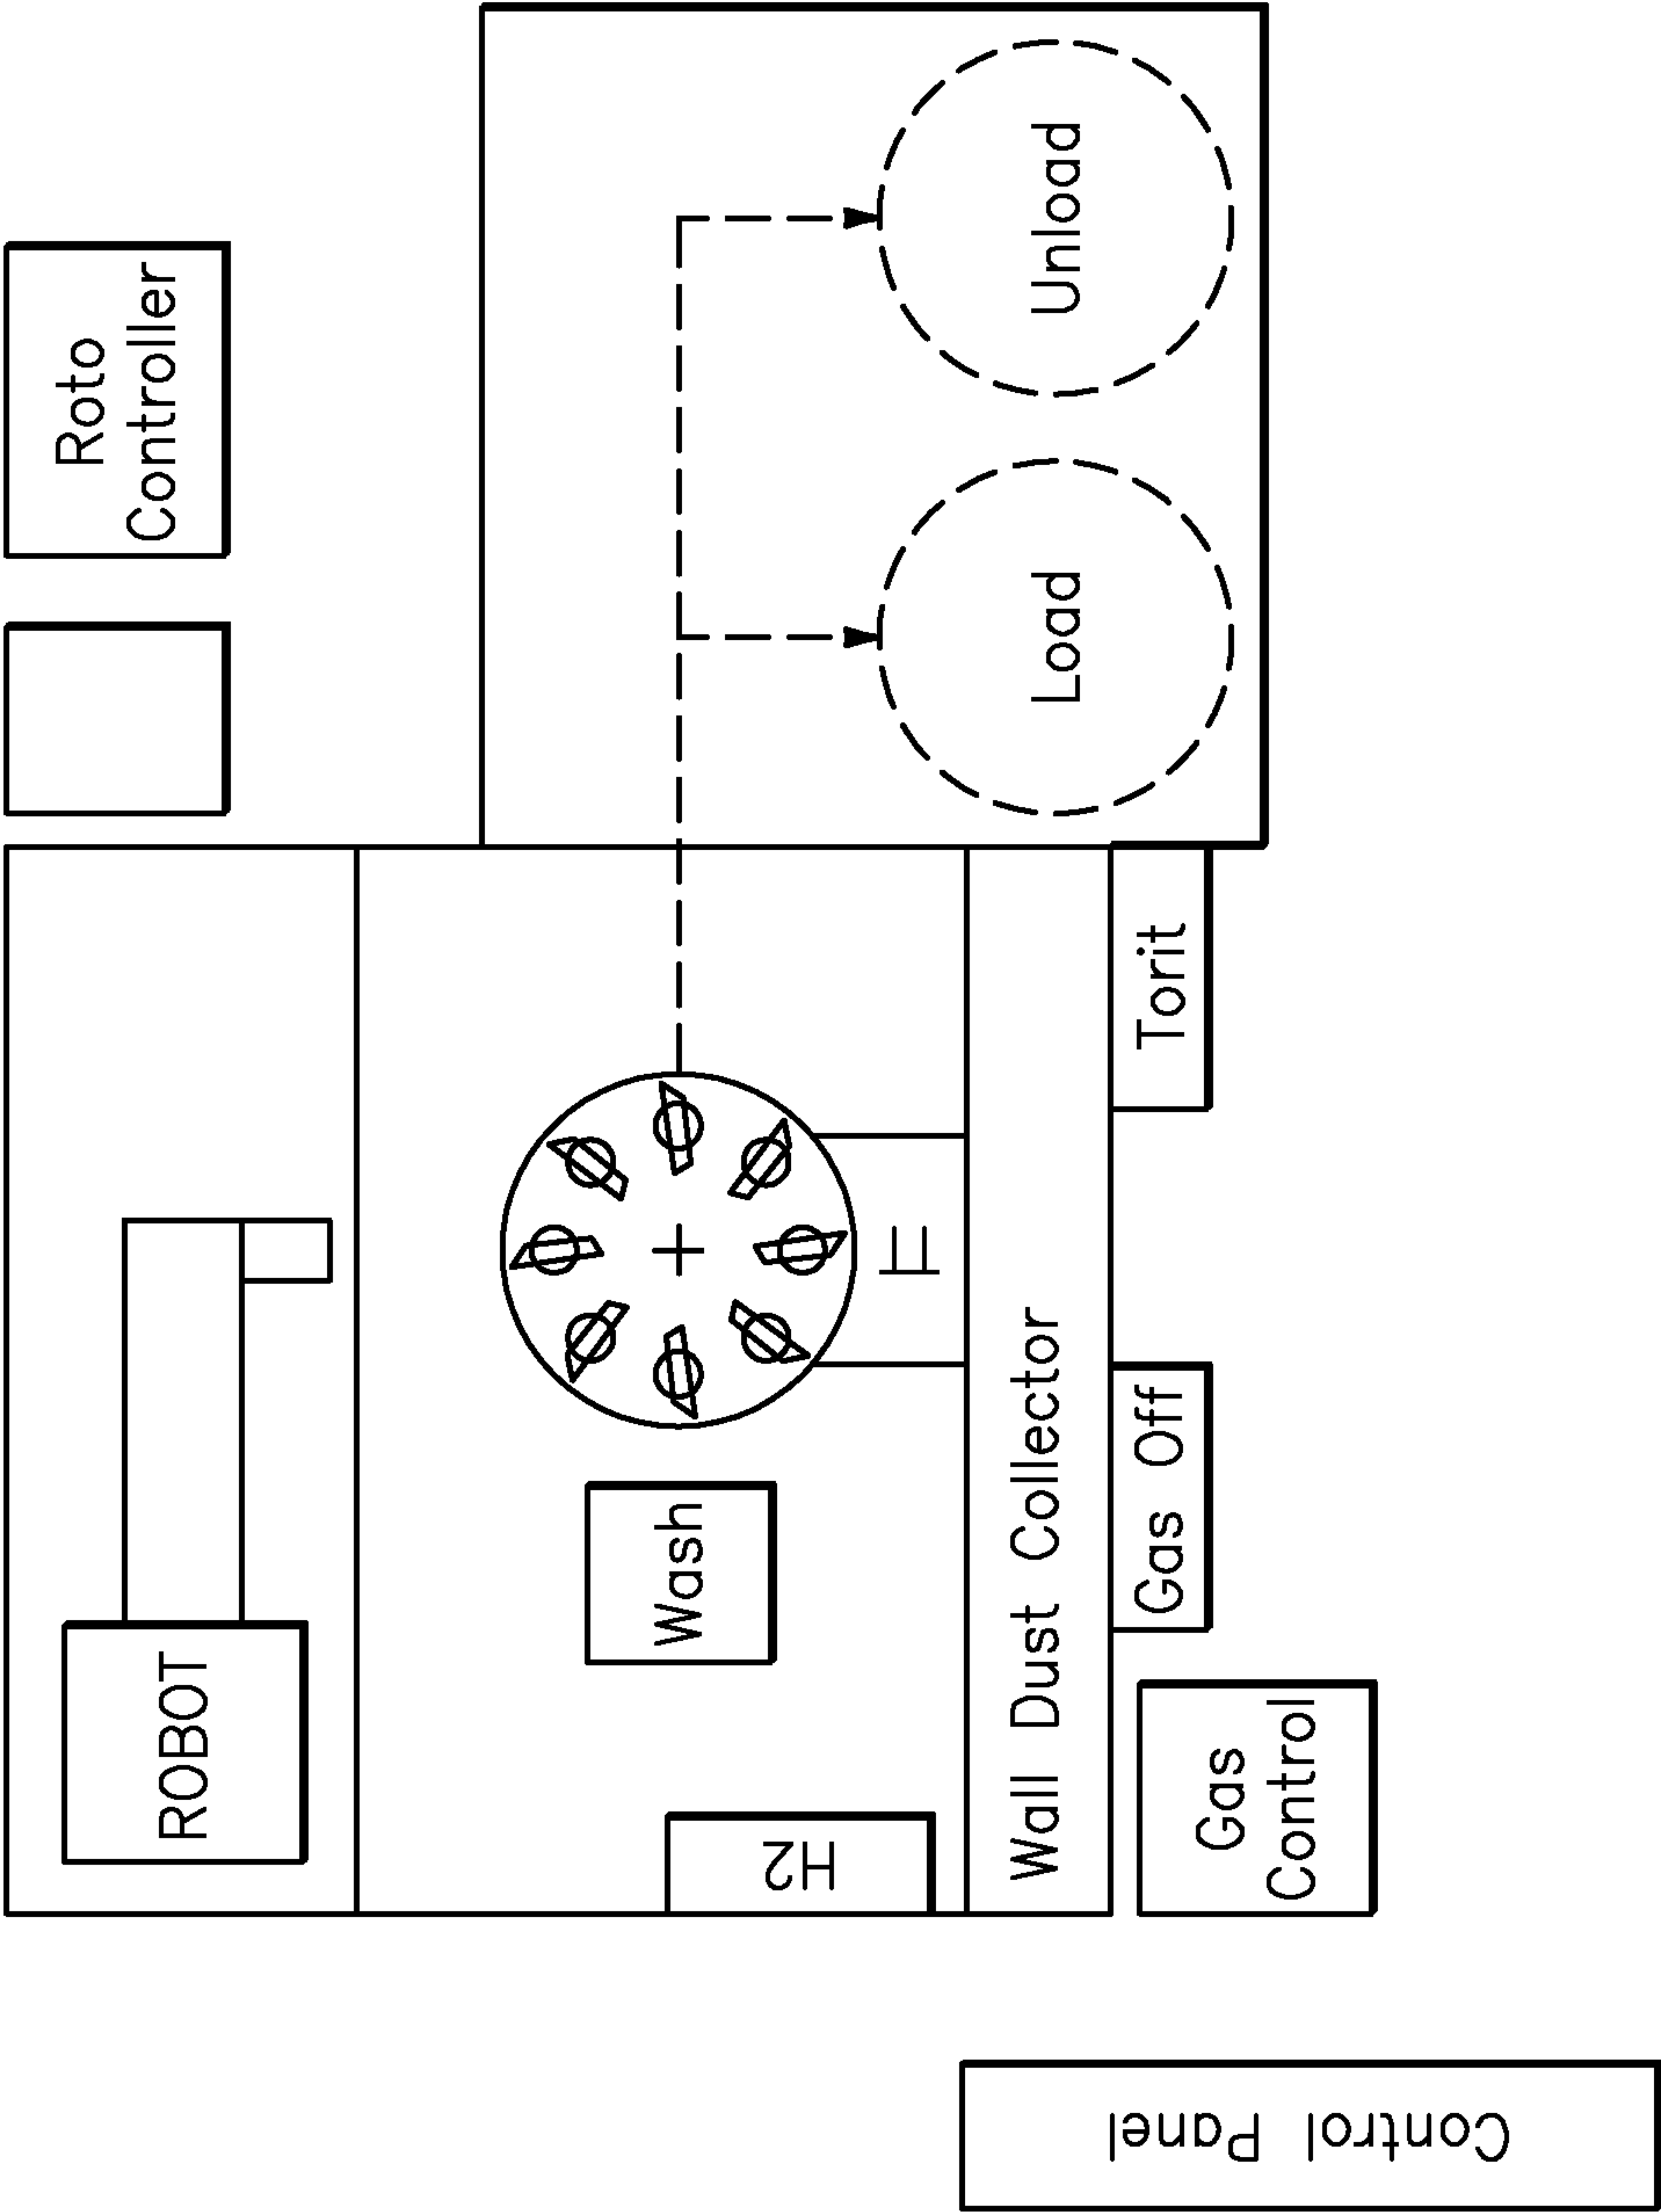 ROBOT
Roto
Controller
Wash
H2
Unload
Load
Wall Dust Collector
Torit
Gas Off
Gas
Control
Control Panel